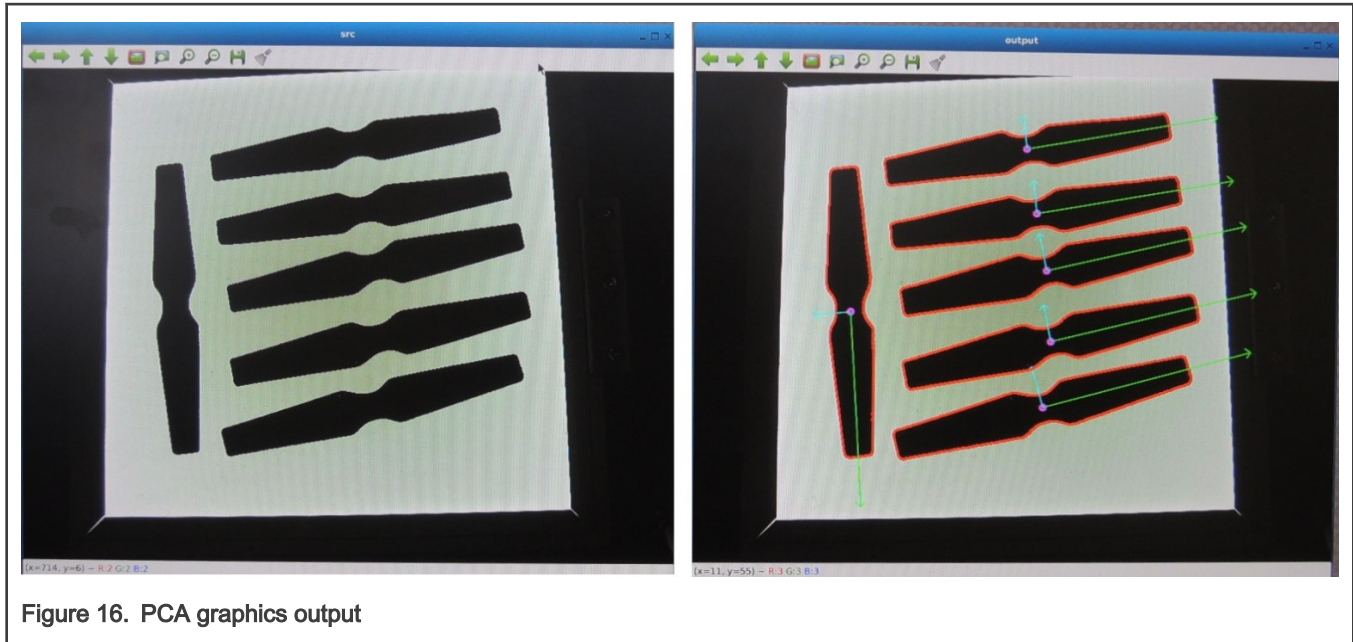 src
output
(x=714, y=6) ~ R:2 G:2 B:2
(x=11, y=55) ~ R:3 G:3 B:3
Figure 16. PCA graphics output